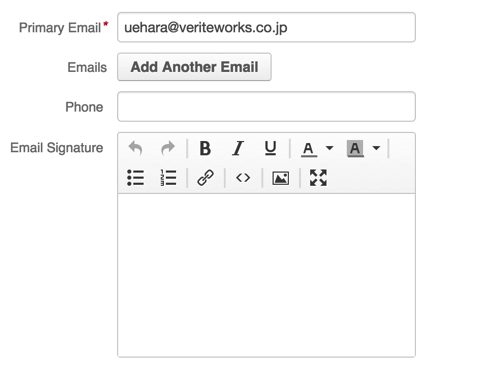 Primary Email* uehara@veriteworks.co.jp
Emails Add Another Email
Phone
Email Signature B I U A A